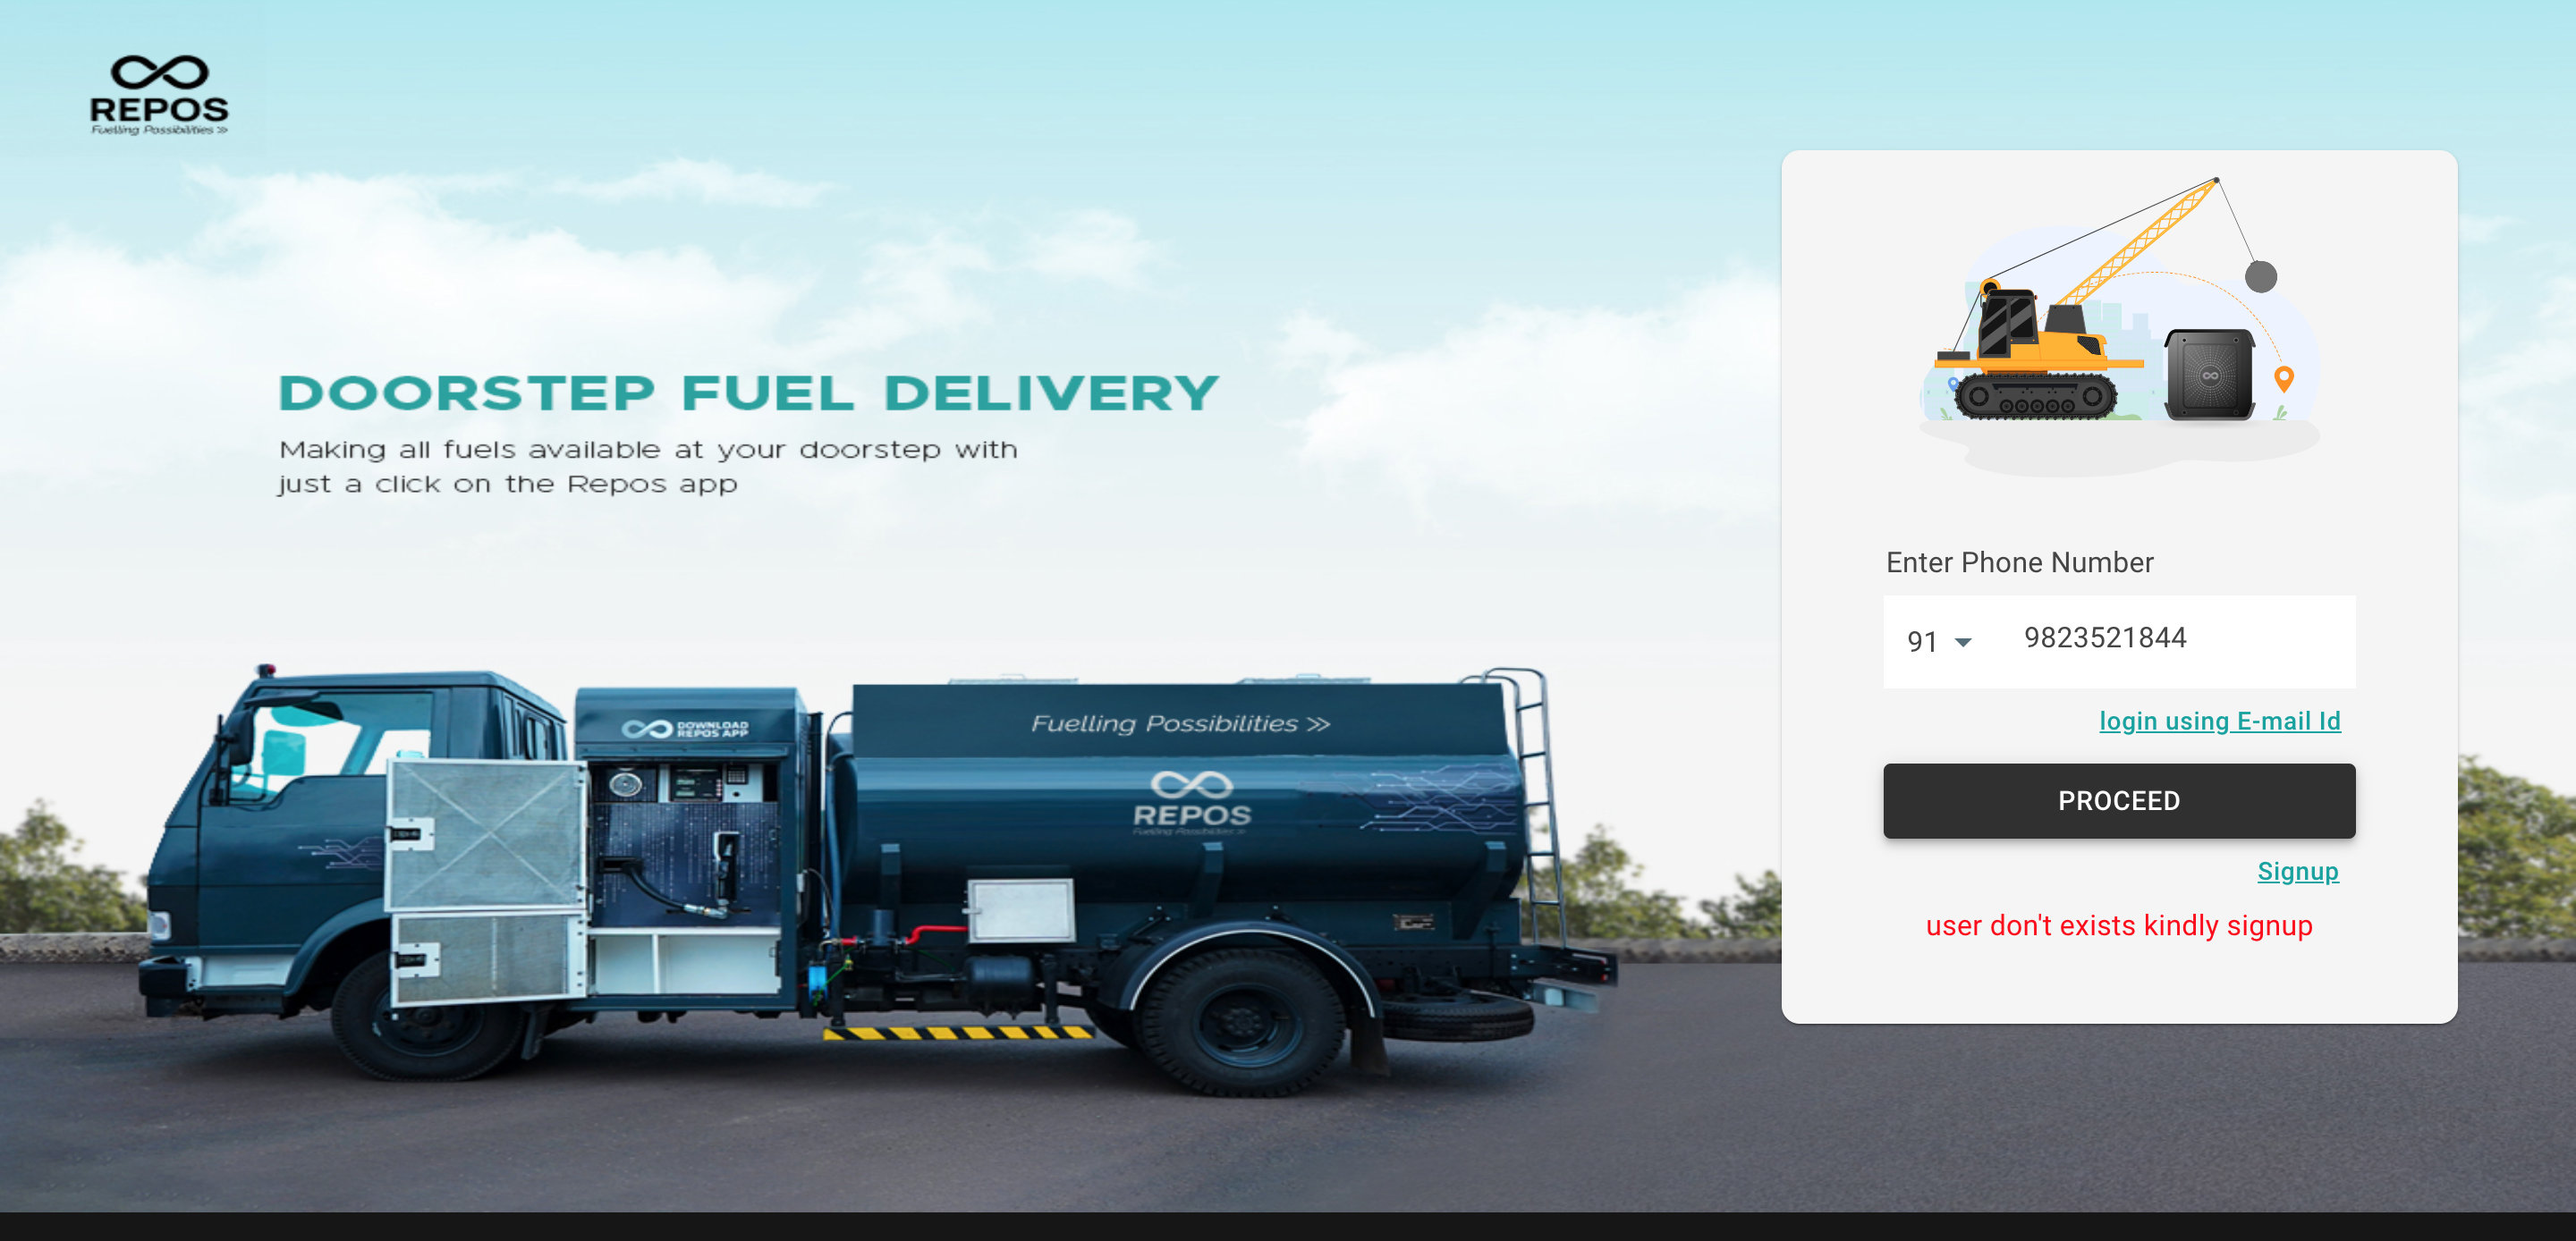 REPOS
Fuelling Possibilities >>
DOORSTEP FUEL DELIVERY
Making all fuels available at your doorstep with
just a click on the Repos app
DOWNLOAD
REPOS APP
Fuelling Possibilities >>
REPOS
Fuelling Possibilities >>
Enter Phone Number
91 9823521844
login using E-mail Id
PROCEED
Signup
user don't exists kindly signup